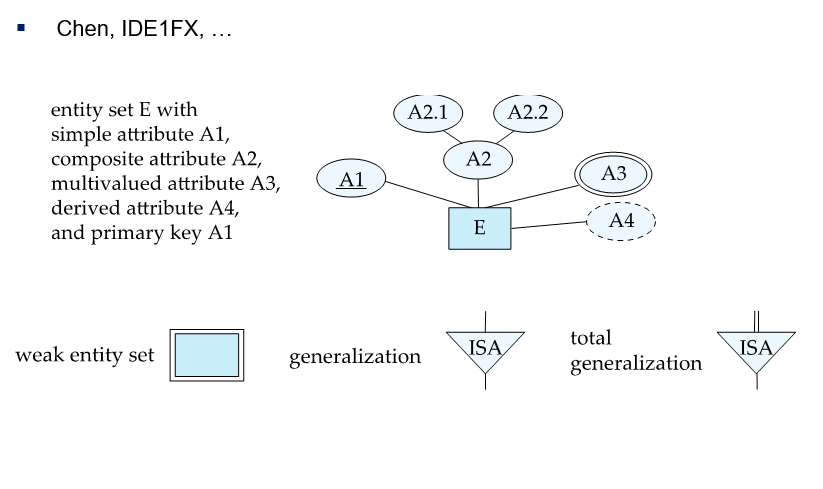 ▪ Chen, IDE1FX, …
entity set E with
simple attribute A1,
composite attribute A2,
multivalued attribute A3,
derived attribute A4,
and primary key A1
A2.1
A2.2
A2
A1
A3
E
A4
weak entity set
generalization
ISA
total
generalization
ISA